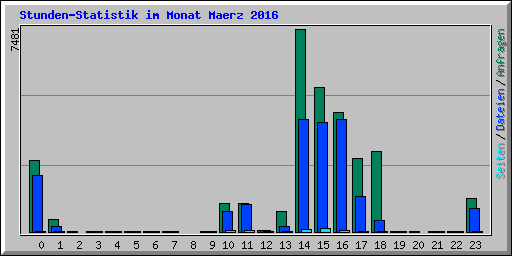 Stunden-Statistik im Monat Maerz 2016
7481
Seiten/Dateien/Anfragen
0 1 2 3 4 5 6 7 8 9 10 11 12 13 14 15 16 17 18 19 20 21 22 23